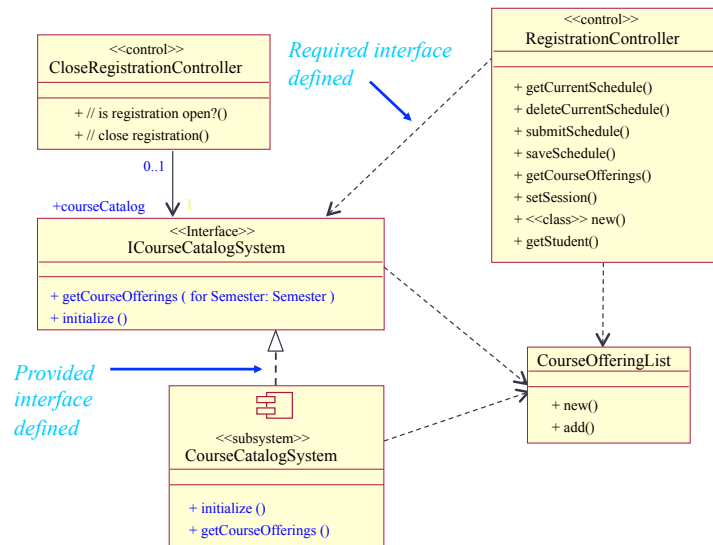 <<control>>
CloseRegistrationController
+ // is registration open?()
+ // close registration()
0..1
+courseCatalog
1
Required interface
defined
<<control>>
RegistrationController
+ getCurrentSchedule()
+ deleteCurrentSchedule()
+ submitSchedule()
+ saveSchedule()
+ getCourseOfferings()
+ setSession()
+ <<class>> new()
+ getStudent()
<<Interface>>
ICourseCatalogSystem
+ getCourseOfferings ( for Semester: Semester )
+ initialize ()
Provided
interface
defined
<<subsystem>>
CourseCatalogSystem
+ initialize ()
+ getCourseOfferings ()
CourseOfferingList
+ new()
+ add()